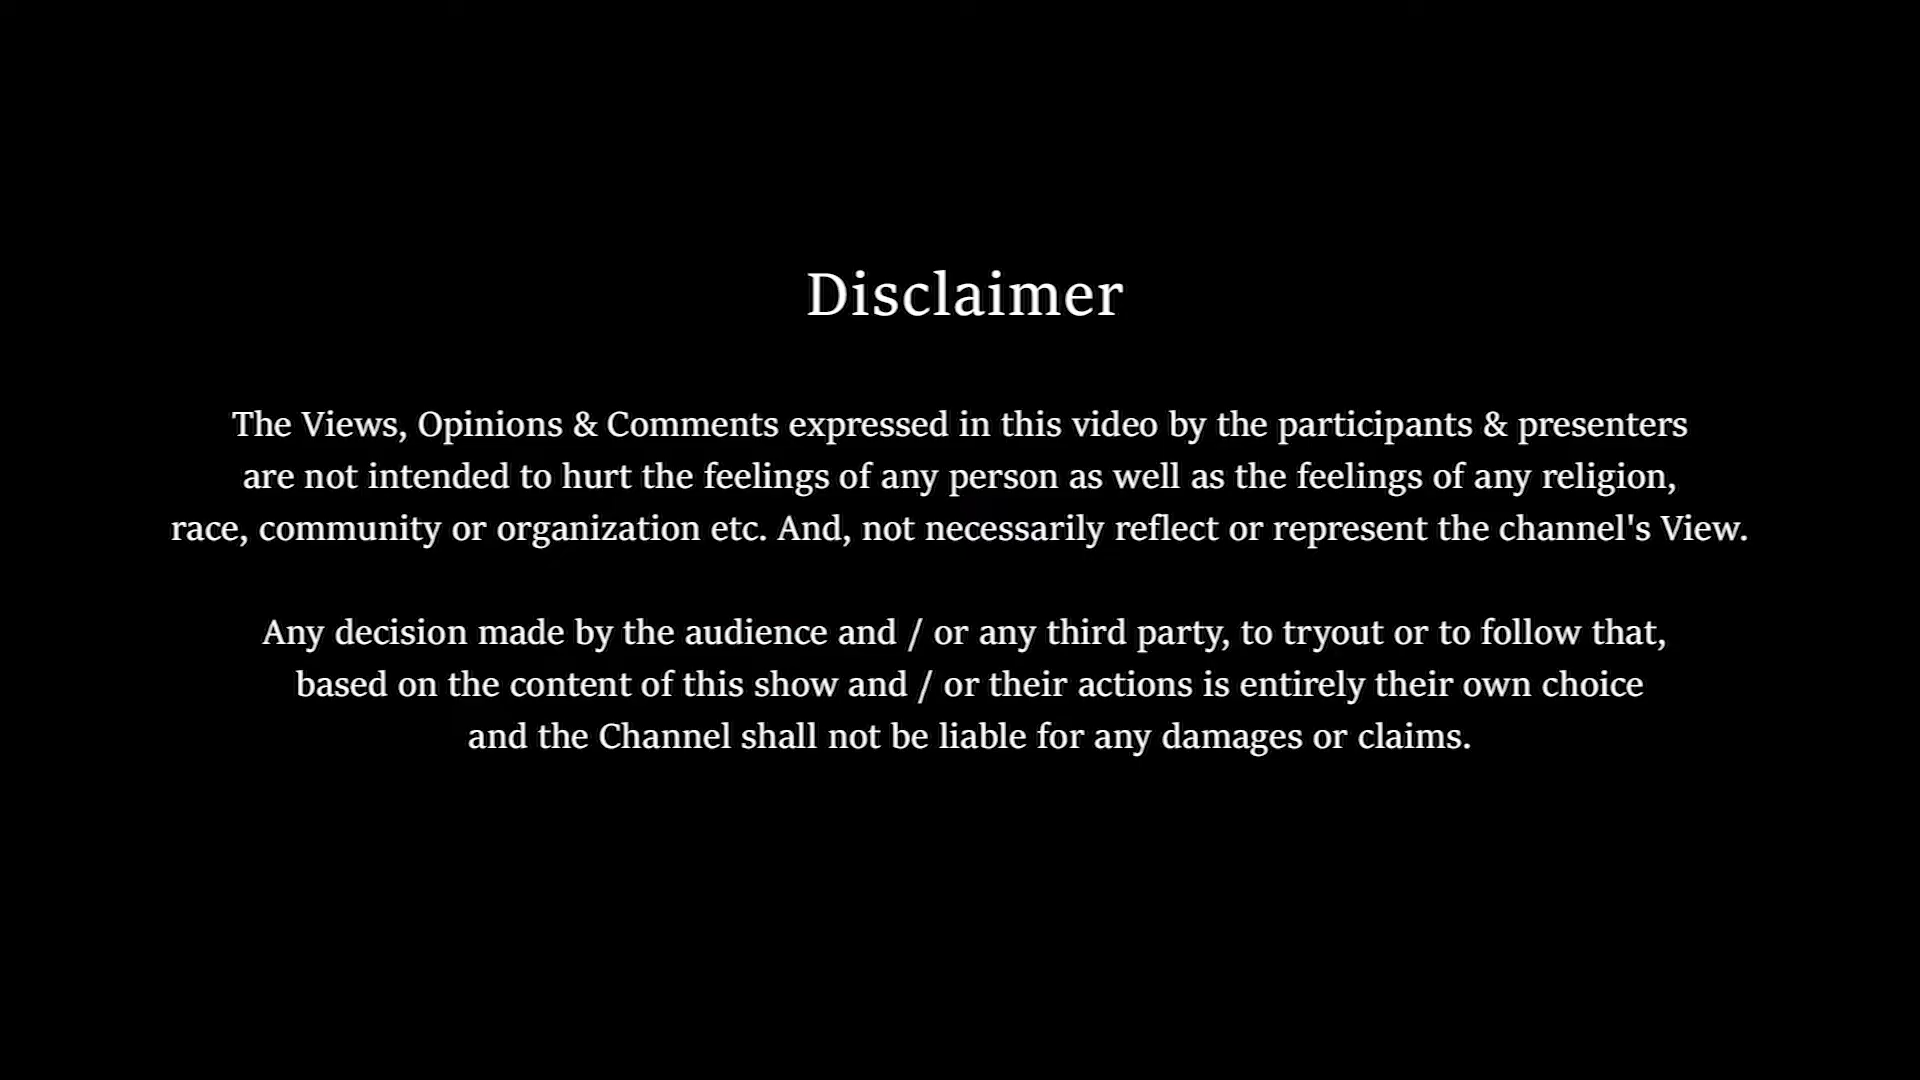 Disclaimer
The Views, Opinions & Comments expressed in this video by the participants & presenters
are not intended to hurt the feelings of any person as well as the feelings of any religion,
race, community or organization etc. And, not necessarily reflect or represent the channel's View.
Any decision made by the audience and / or any third party, to tryout or to follow that,
based on the content of this show and / or their actions is entirely their own choice
and the Channel shall not be liable for any damages or claims.